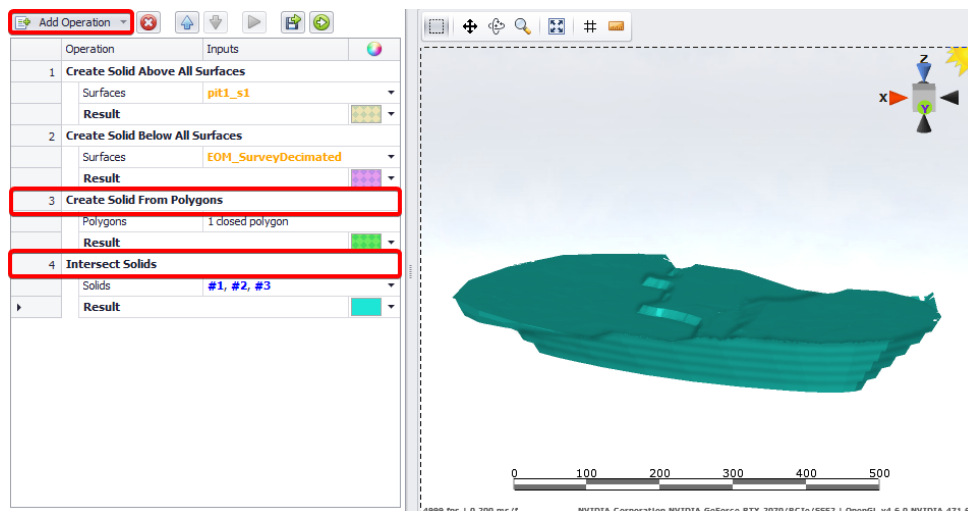 Add Operation
Operation Inputs
1 Create Solid Above All Surfaces
Surfaces pit1_s1
Result
2 Create Solid Below All Surfaces
Surfaces EOM_SurveyDecimated
Result
3 Create Solid From Polygons
Polygons 1 closed polygon
Result
4 Intersect Solids
Solids #1, #2, #3
Result
Z
X
Y
0 100 200 300 400 500